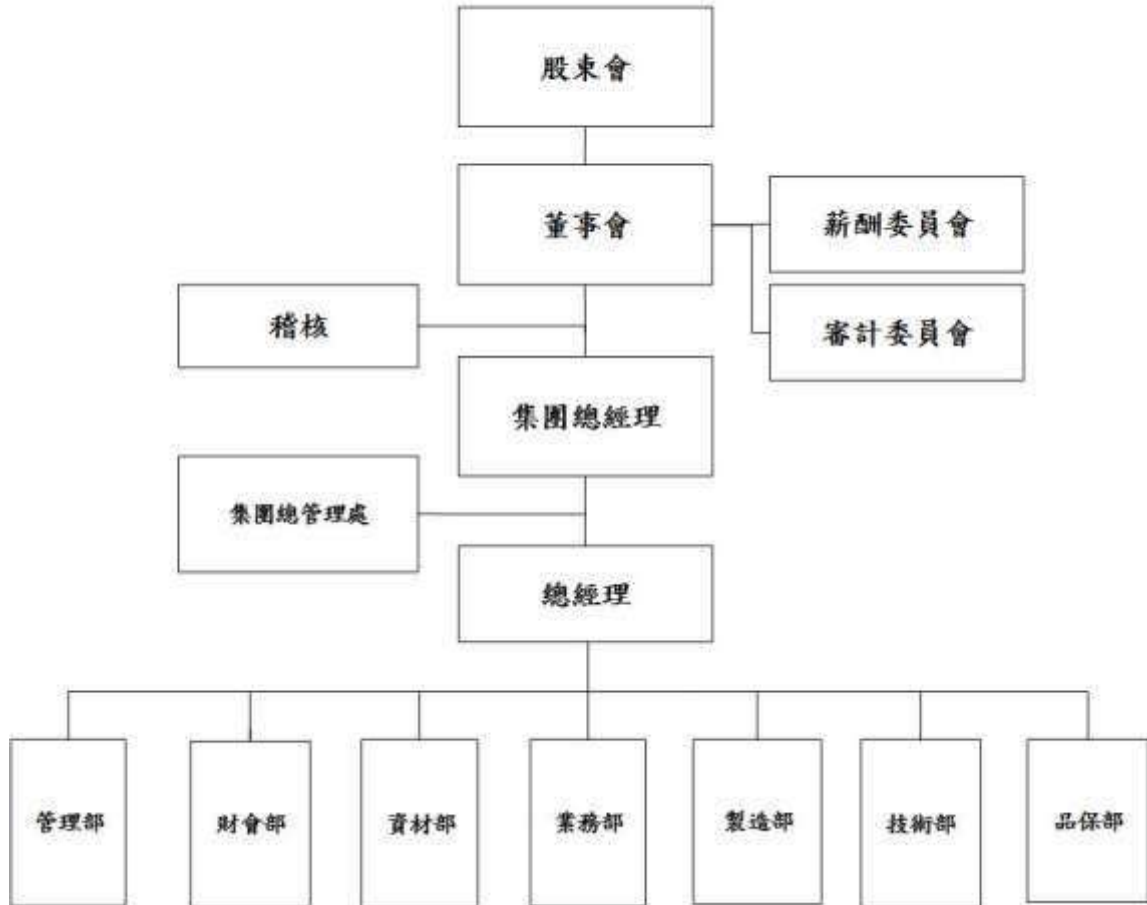 股東會
董事會
薪酬委員會
審計委員會
稽核
集團總經理
集團總管理處
總經理
管理部
財會部
資材部
業務部
製造部
技術部
品保部